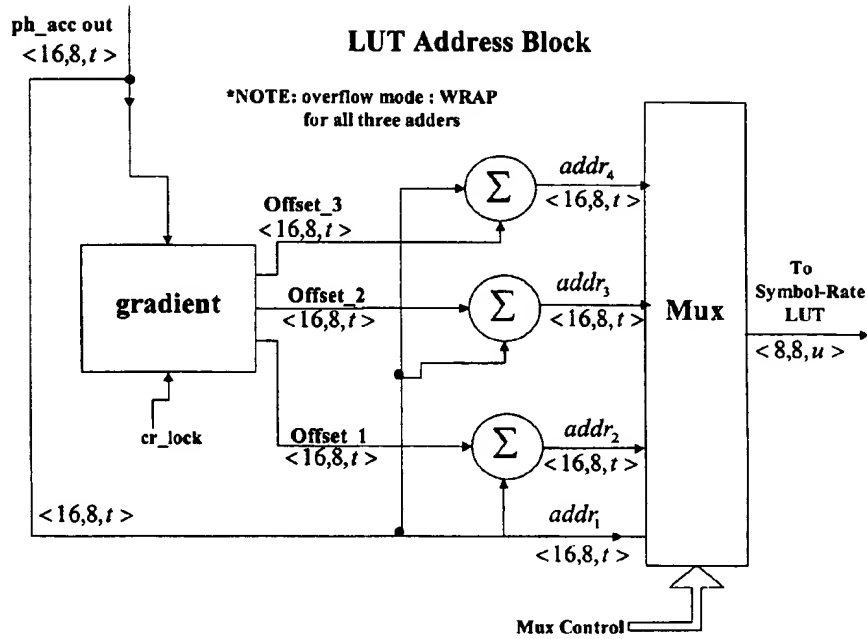 ph_acc out
<16,8,t>
LUT Address Block
*NOTE: overflow mode : WRAP
for all three adders
Σ
addr₄
<16,8,t>
Offset_3
<16,8,t>
gradient
Offset_2
<16,8,t>
Σ
addr₃
<16,8,t>
Mux
To
Symbol-Rate
LUT
<8,8,u>
cr_lock
Offset_1
<16,8,t>
Σ
addr₂
<16,8,t>
<16,8,t>
addr₁
<16,8,t>
Mux Control